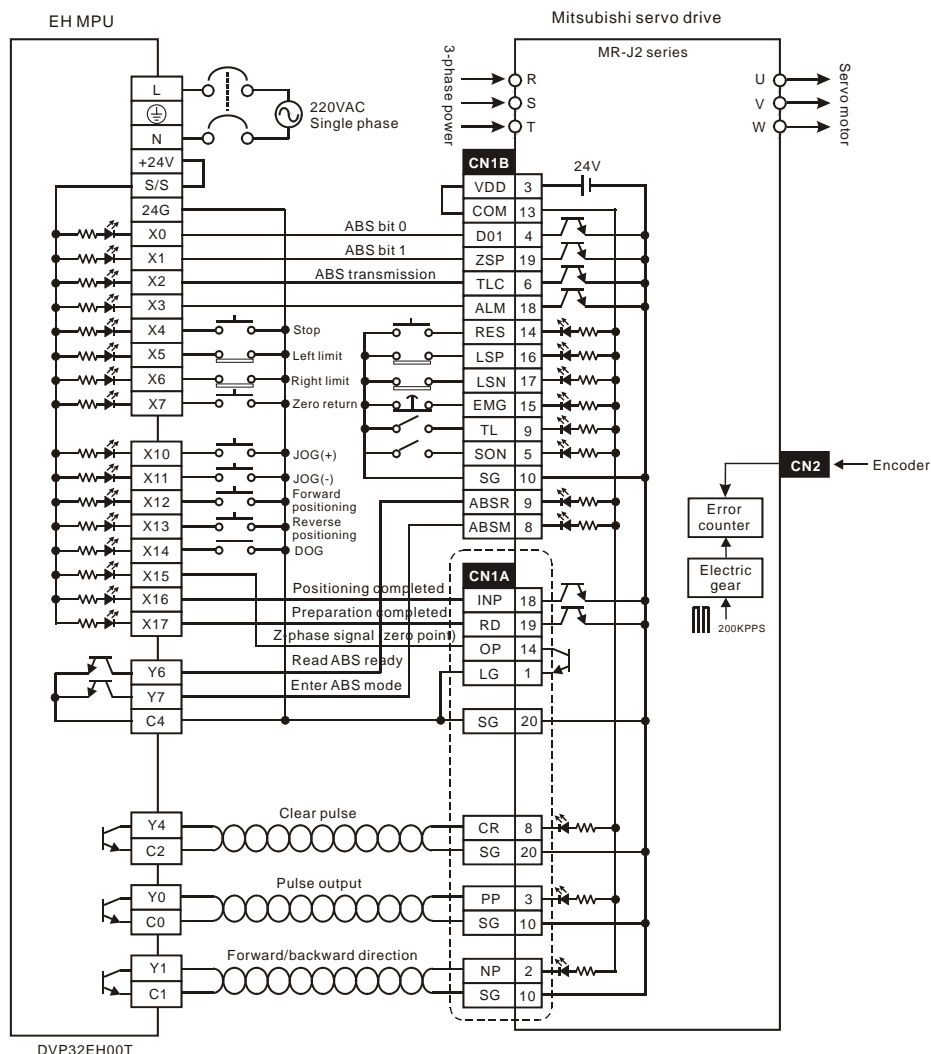 EH MPU
Mitsubishi servo drive
MR-J2 series
3-phase power
R
S
T
U
V
W
Servo motor
L
N
220VAC
Single phase
+24V
S/S
24G
CN1B
24V
VDD 3
COM 13
X0 ABS bit 0 D01 4
X1 ABS bit 1 ZSP 19
X2 ABS transmission TLC 6
X3 ALM 18
X4 Stop RES 14
X5 Left limit LSP 16
X6 Right limit LSN 17
X7 Zero return EMG 15
TL 9
X10 JOG(+) SON 5
X11 JOG(-) SG 10
X12 Forward positioning ABSR 9
X13 Reverse positioning ABSM 8
X14 DOG
CN2
Encoder
Error
counter
Electric
gear
200KPPS
X15
CN1A
X16 Positioning completed INP 18
X17 Preparation completed RD 19
Z-phase signal (zero point) OP 14
Y6 Read ABS ready LG 1
Y7 Enter ABS mode
C4 SG 20
Y4 Clear pulse CR 8
C2 SG 20
Y0 Pulse output PP 3
C0 SG 10
Y1 Forward/backward direction NP 2
C1 SG 10
DVP32EH00T